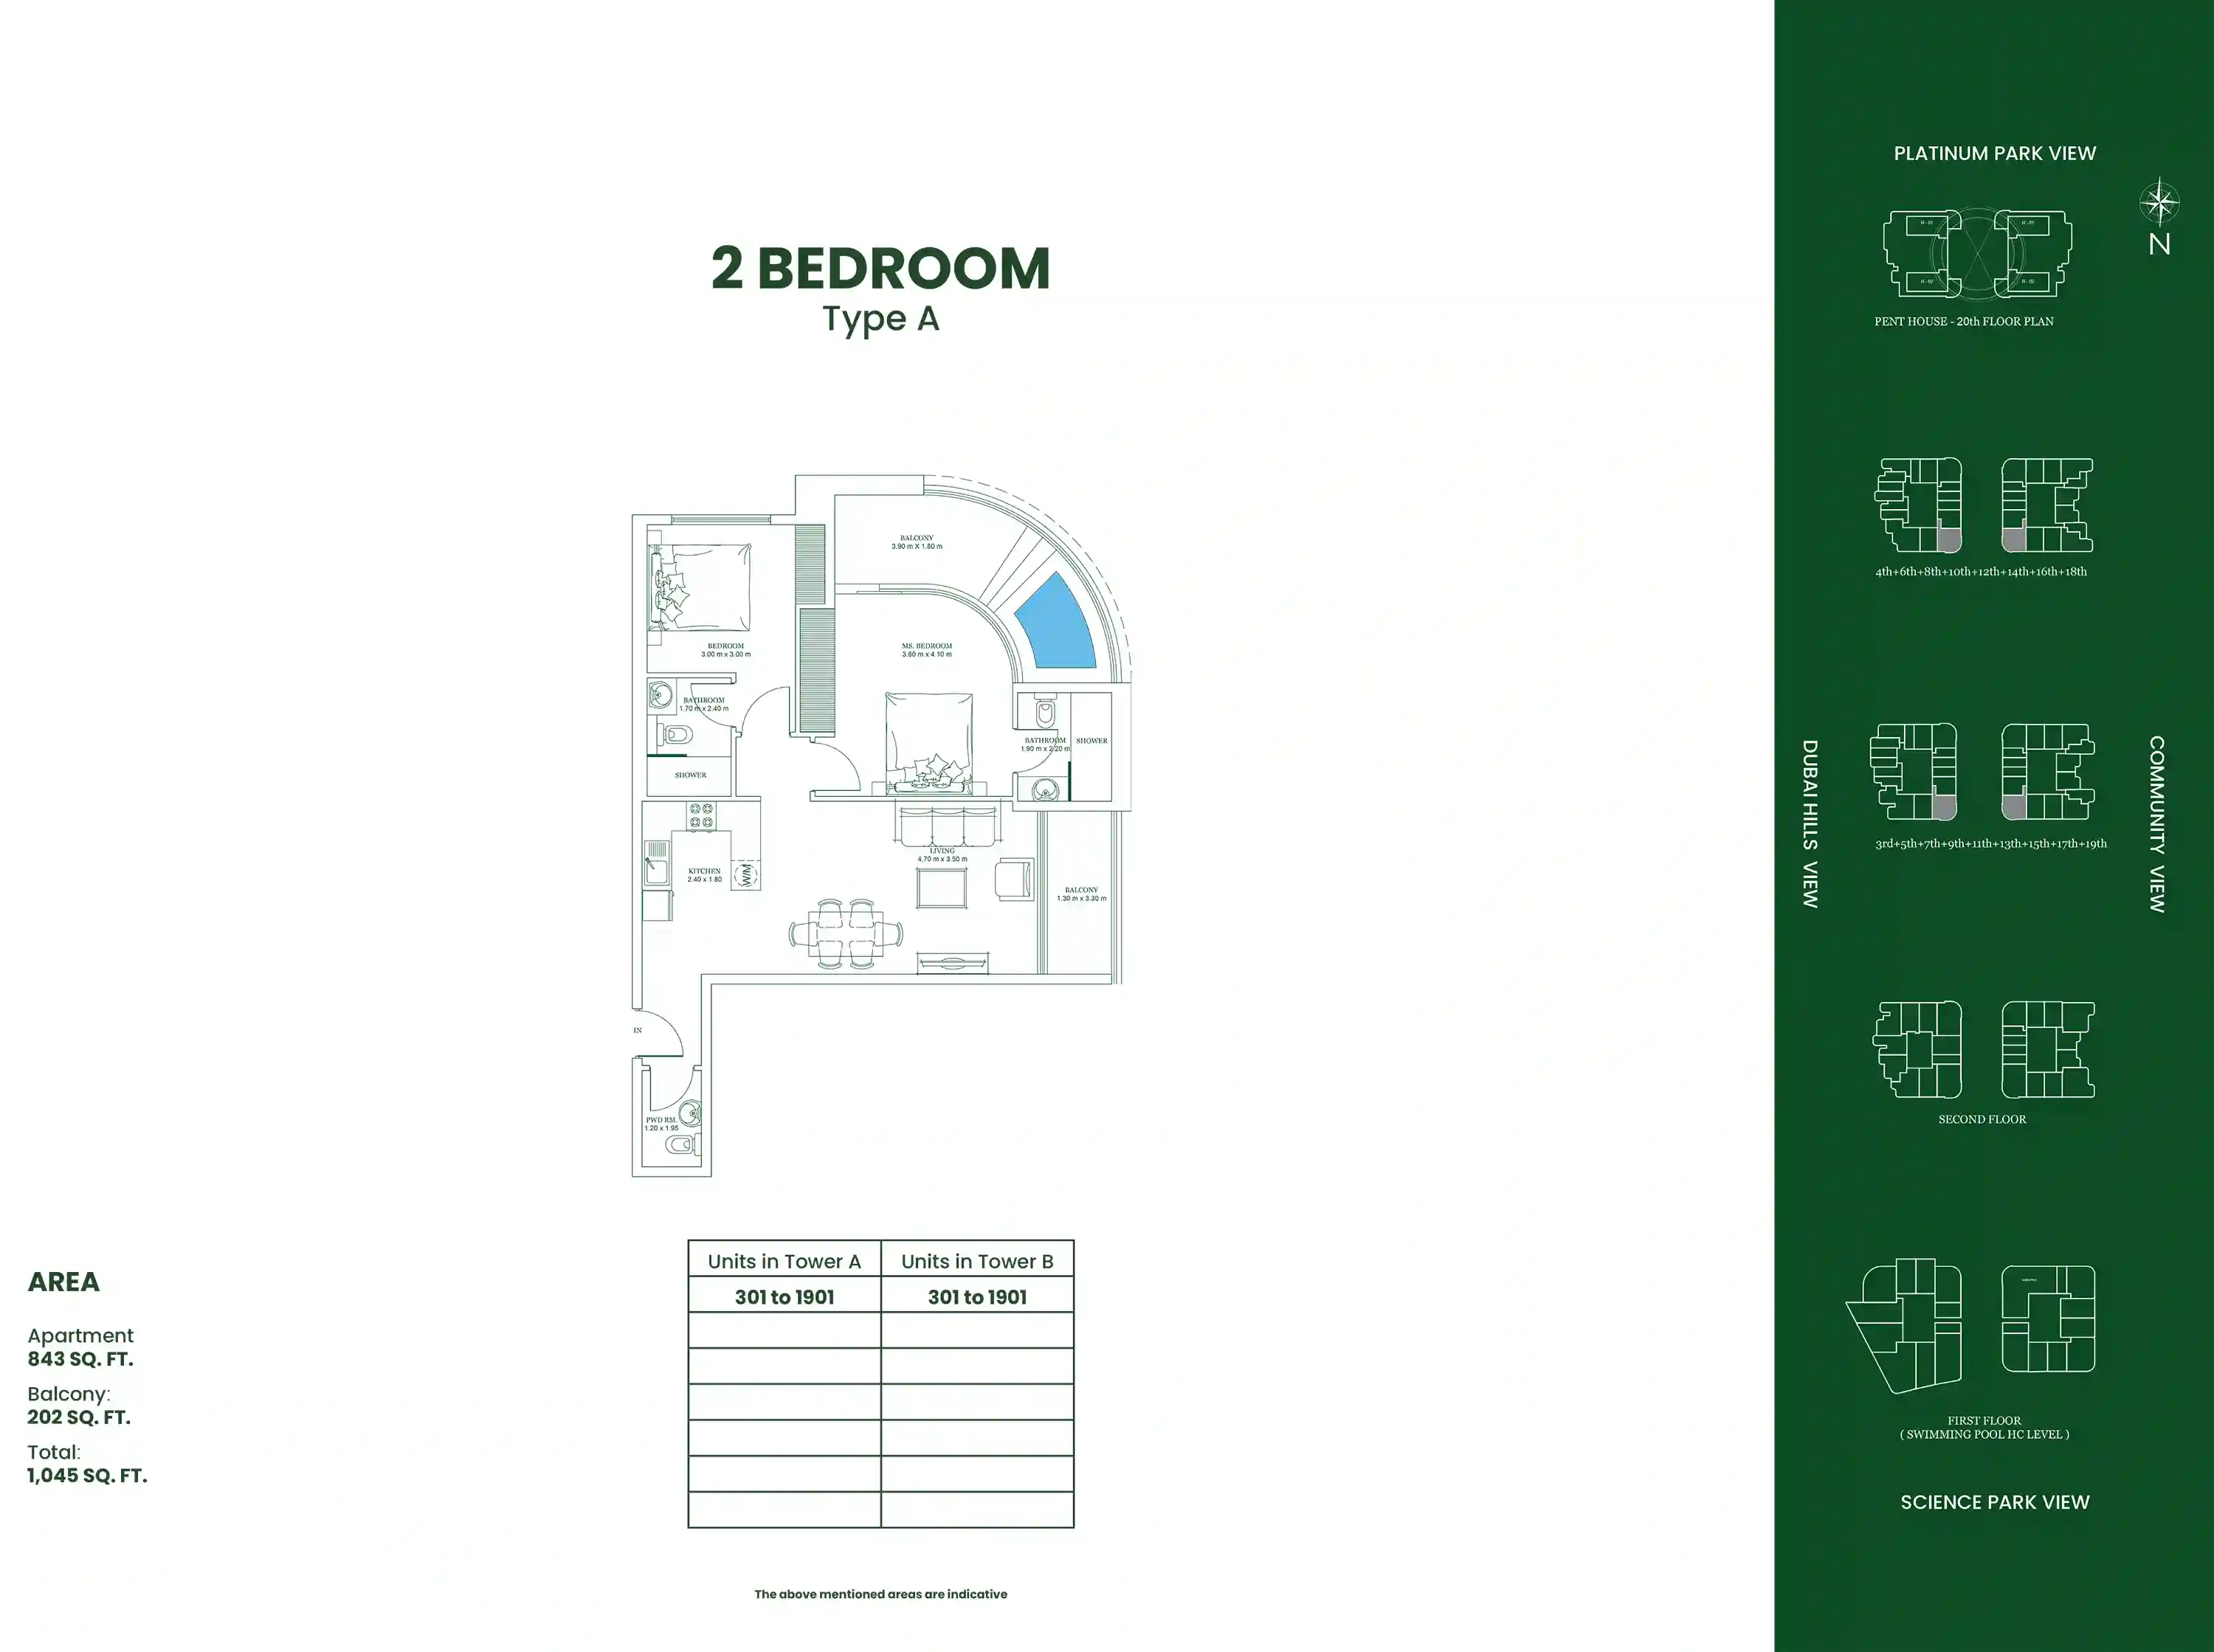 2 BEDROOM
Type A
BALCONY
3.90 m X 1.80 m
BEDROOM
3.00 m x 3.00 m
MS. BEDROOM
3.60 m x 4.10 m
BATHROOM
1.70 m x 2.40 m
SHOWER
BATHROOM
1.90 m x 2.20 m
SHOWER
KITCHEN
2.40 x 1.80
W/M
LIVING
4.70 m x 3.50 m
BALCONY
1.30 m x 3.30 m
IN
PWD RM.
1.20 x 1.95
Units in Tower A Units in Tower B
301 to 1901 301 to 1901
AREA
Apartment
843 SQ. FT.
Balcony:
202 SQ. FT.
Total:
1,045 SQ. FT.
The above mentioned areas are indicative
PLATINUM PARK VIEW
N
PENT HOUSE - 20th FLOOR PLAN
4th+6th+8th+10th+12th+14th+16th+18th
DUBAI HILLS VIEW
COMMUNITY VIEW
3rd+5th+7th+9th+11th+13th+15th+17th+19th
SECOND FLOOR
FIRST FLOOR
( SWIMMING POOL HC LEVEL )
SCIENCE PARK VIEW